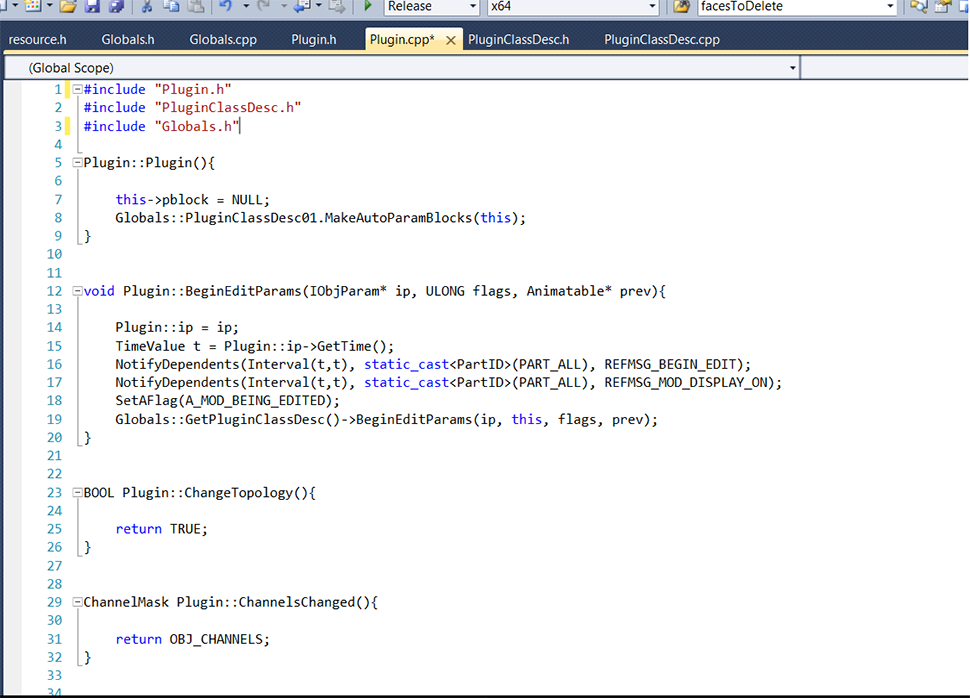 Release x64 facesToDelete
resource.h Globals.h Globals.cpp Plugin.h Plugin.cpp* PluginClassDesc.h PluginClassDesc.cpp
(Global Scope)
1 #include "Plugin.h"
2 #include "PluginClassDesc.h"
3 #include "Globals.h"
4
5 Plugin::Plugin(){
6
7 this->pblock = NULL;
8 Globals::PluginClassDesc01.MakeAutoParamBlocks(this);
9 }
10
11
12 void Plugin::BeginEditParams(IObjParam* ip, ULONG flags, Animatable* prev){
13
14 Plugin::ip = ip;
15 TimeValue t = Plugin::ip->GetTime();
16 NotifyDependents(Interval(t,t), static_cast<PartID>(PART_ALL), REFMSG_BEGIN_EDIT);
17 NotifyDependents(Interval(t,t), static_cast<PartID>(PART_ALL), REFMSG_MOD_DISPLAY_ON);
18 SetAFlag(A_MOD_BEING_EDITED);
19 Globals::GetPluginClassDesc()->BeginEditParams(ip, this, flags, prev);
20 }
21
22
23 BOOL Plugin::ChangeTopology(){
24
25 return TRUE;
26 }
27
28
29 ChannelMask Plugin::ChannelsChanged(){
30
31 return OBJ_CHANNELS;
32 }
33
34